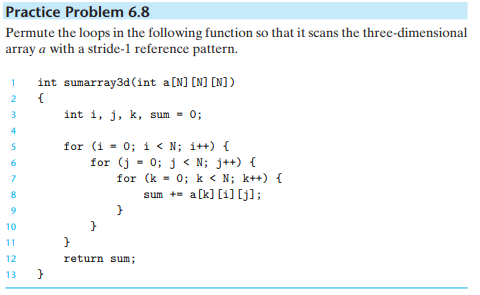 Practice Problem 6.8
Permute the loops in the following function so that it scans the three-dimensional
array a with a stride-1 reference pattern.
1 int sumarray3d(int a[N][N][N])
2 {
3 int i, j, k, sum = 0;
4
5 for (i = 0; i < N; i++) {
6 for (j = 0; j < N; j++) {
7 for (k = 0; k < N; k++) {
8 sum += a[k][i][j];
9 }
10 }
11 }
12 return sum;
13 }